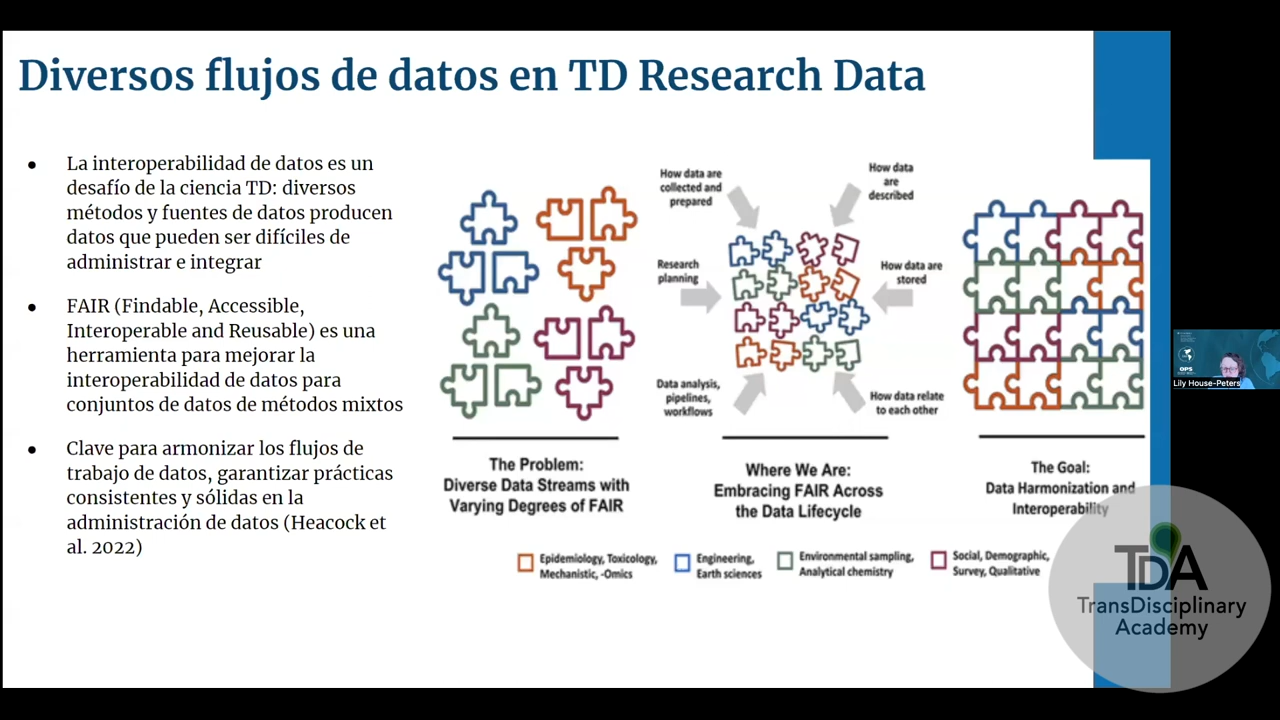 Diversos flujos de datos en TD Research Data
● La interoperabilidad de datos es un
desafío de la ciencia TD: diversos
métodos y fuentes de datos producen
datos que pueden ser difíciles de
administrar e integrar
● FAIR (Findable, Accessible,
Interoperable and Reusable) es una
herramienta para mejorar la
interoperabilidad de datos para
conjuntos de datos de métodos mixtos
● Clave para armonizar los flujos de
trabajo de datos, garantizar prácticas
consistentes y sólidas en la
administración de datos (Heacock et
al. 2022)
The Problem:
Diverse Data Streams with
Varying Degrees of FAIR
How data are
collected and
prepared
How data
are
described
Research
planning
How data are
stored
Data analysis,
pipelines,
workflows
How data relate
to each other
Where We Are:
Embracing FAIR Across
the Data Lifecycle
The Goal:
Data Harmonization and
Interoperability
Epidemiology, Toxicology,
Mechanistic, -Omics
Engineering,
Earth sciences
Environmental sampling,
Analytical chemistry
Social, Demographic,
Survey, Qualitative
OPS
Lily House-Peters
TDA
TransDisciplinary
Academy